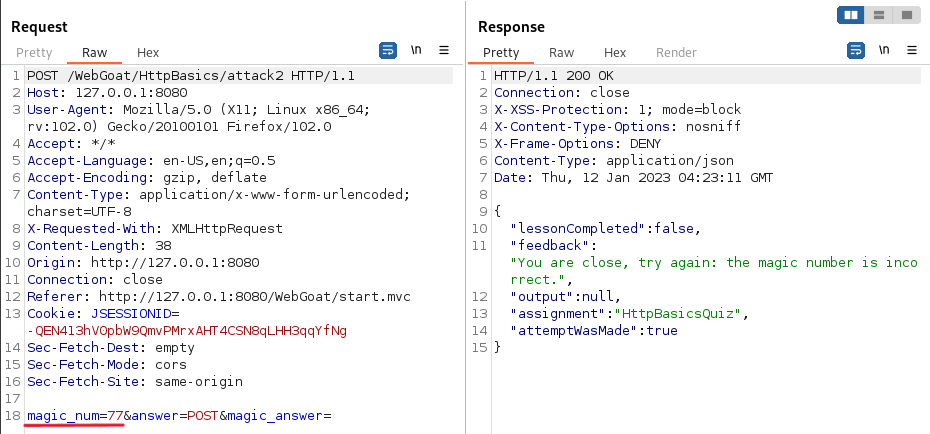 Request
Pretty Raw Hex
\n
1 POST /WebGoat/HttpBasics/attack2 HTTP/1.1
2 Host: 127.0.0.1:8080
3 User-Agent: Mozilla/5.0 (X11; Linux x86_64;
rv:102.0) Gecko/20100101 Firefox/102.0
4 Accept: */*
5 Accept-Language: en-US,en;q=0.5
6 Accept-Encoding: gzip, deflate
7 Content-Type: application/x-www-form-urlencoded;
charset=UTF-8
8 X-Requested-With: XMLHttpRequest
9 Content-Length: 38
10 Origin: http://127.0.0.1:8080
11 Connection: close
12 Referer: http://127.0.0.1:8080/WebGoat/start.mvc
13 Cookie: JSESSIONID=
-QEN413hV0pbW9QmvPMrxAHT4CSN8qLHH3qqYfNg
14 Sec-Fetch-Dest: empty
15 Sec-Fetch-Mode: cors
16 Sec-Fetch-Site: same-origin
17
18 magic_num=77&answer=POST&magic_answer=
Response
Pretty Raw Hex Render
\n
1 HTTP/1.1 200 OK
2 Connection: close
3 X-XSS-Protection: 1; mode=block
4 X-Content-Type-Options: nosniff
5 X-Frame-Options: DENY
6 Content-Type: application/json
7 Date: Thu, 12 Jan 2023 04:23:11 GMT
8
9 {
10 "lessonCompleted":false,
11 "feedback":
"You are close, try again: the magic number is inco
rrect.",
12 "output":null,
13 "assignment":"HttpBasicsQuiz",
14 "attemptWasMade":true
15 }